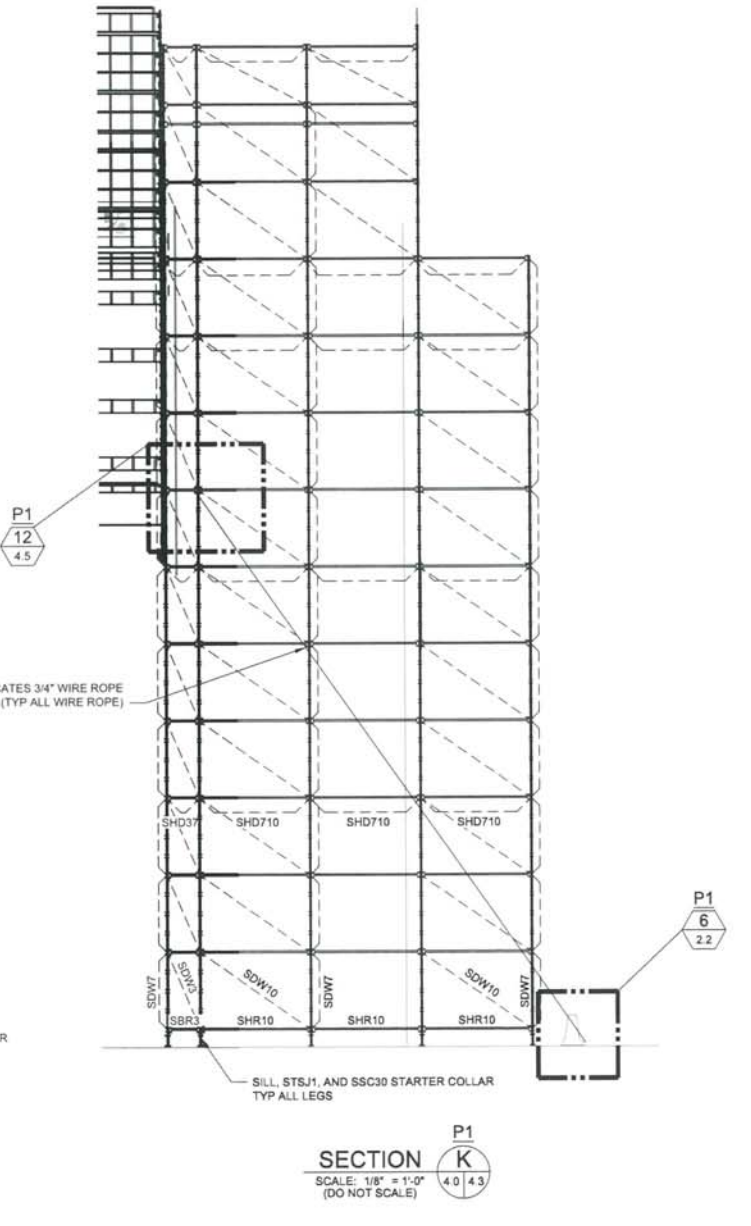 P1
12
4.5
CATES 3/4" WIRE ROPE
(TYP ALL WIRE ROPE)
SHD37 SHD710 SHD710 SHD710
P1
6
2.2
SDW7 SDW3 SDW10 SDW7 SDW10 SDW7
SBR3 SHR10 SHR10 SHR10
R
SILL, STSJ1, AND SSC30 STARTER COLLAR
TYP ALL LEGS
P1
SECTION K
SCALE: 1/8" = 1'-0" 4.0 4.3
(DO NOT SCALE)